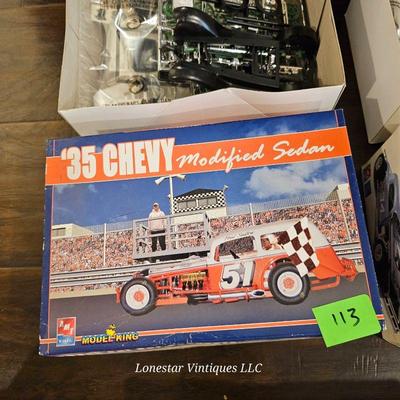 '35 CHEVY Modified Sedan
51
AMT
MODEL KING
113
Lonestar Vintiques LLC